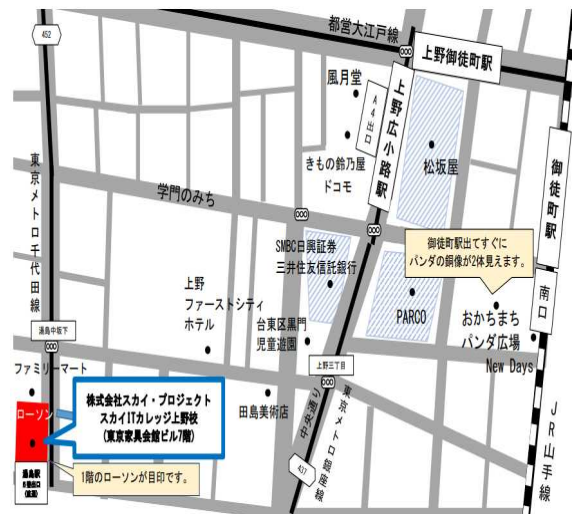 都営大江戸線
452
上野御徒町駅
風月堂
A4出口
上野広小路駅
松坂屋
きもの鈴乃屋
ドコモ
御徒町駅
東京メトロ千代田線
学問のみち
御徒町駅出てすぐに
パンダの銅像が2体見えます。
SMBC日興証券
三井住友信託銀行
南口
上野
ファーストシティ
ホテル
PARCO
おかちまち
パンダ広場
New Days
台東区黒門
児童遊園
湯島中坂下
上野三丁目
ファミリーマート
株式会社スカイ・プロジェクト
スカイITカレッジ上野校
(東京家具会館ビル7階)
ローソン
田島美術店
中央通り
東京メトロ銀座線
JR山手線
1階のローソンが目印です。
湯島駅
437